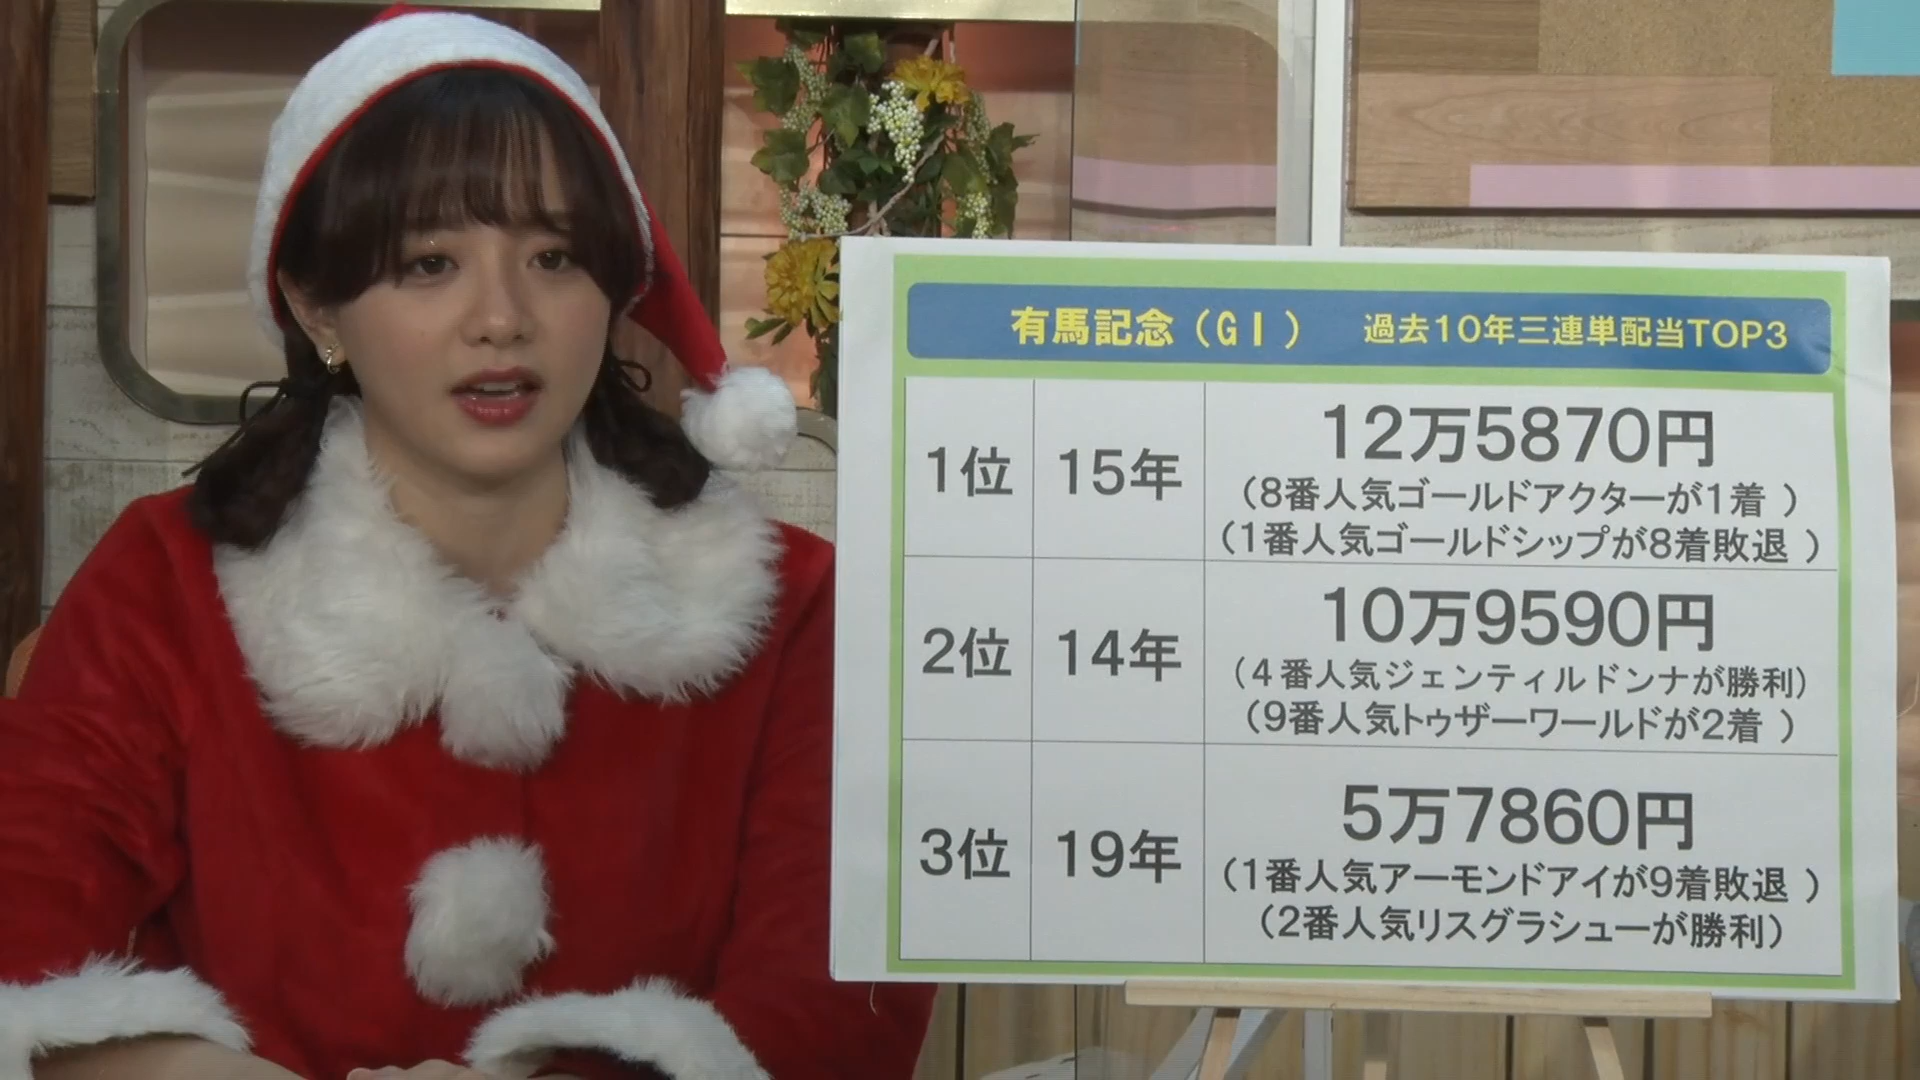 有馬記念（GⅠ） 過去10年三連単配当TOP3
1位 15年 12万5870円
（8番人気ゴールドアクターが1着 ）
（1番人気ゴールドシップが8着敗退 ）
2位 14年 10万9590円
（４番人気ジェンティルドンナが勝利）
（9番人気トゥザーワールドが2着 ）
3位 19年 5万7860円
（1番人気アーモンドアイが9着敗退 ）
（2番人気リスグラシューが勝利）